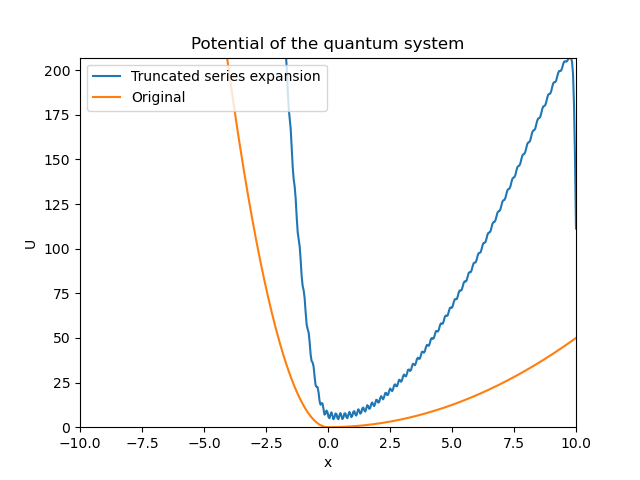 Potential of the quantum system
Truncated series expansion
Original
U
200
175
150
125
100
75
50
25
0
−10.0 −7.5 −5.0 −2.5 0.0 2.5 5.0 7.5 10.0
x